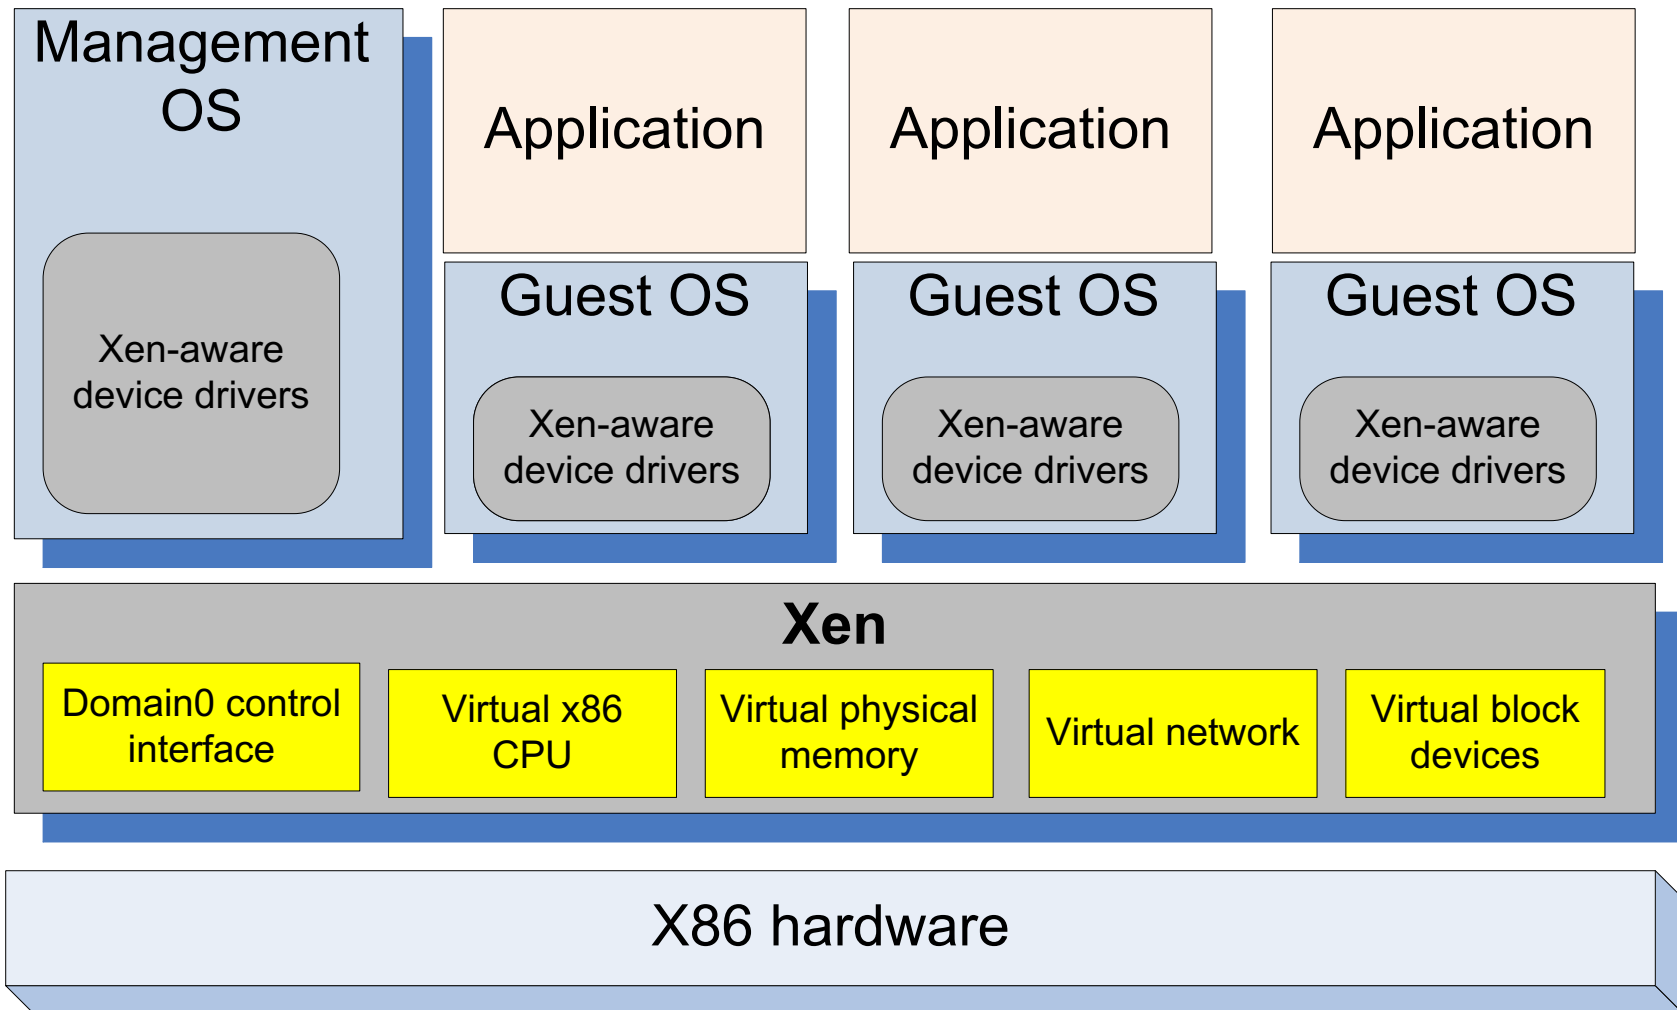 Management
OS
Xen-aware
device drivers
Application
Application
Application
Guest OS
Xen-aware
device drivers
Guest OS
Xen-aware
device drivers
Guest OS
Xen-aware
device drivers
Xen
Domain0 control
interface
Virtual x86
CPU
Virtual physical
memory
Virtual network
Virtual block
devices
X86 hardware